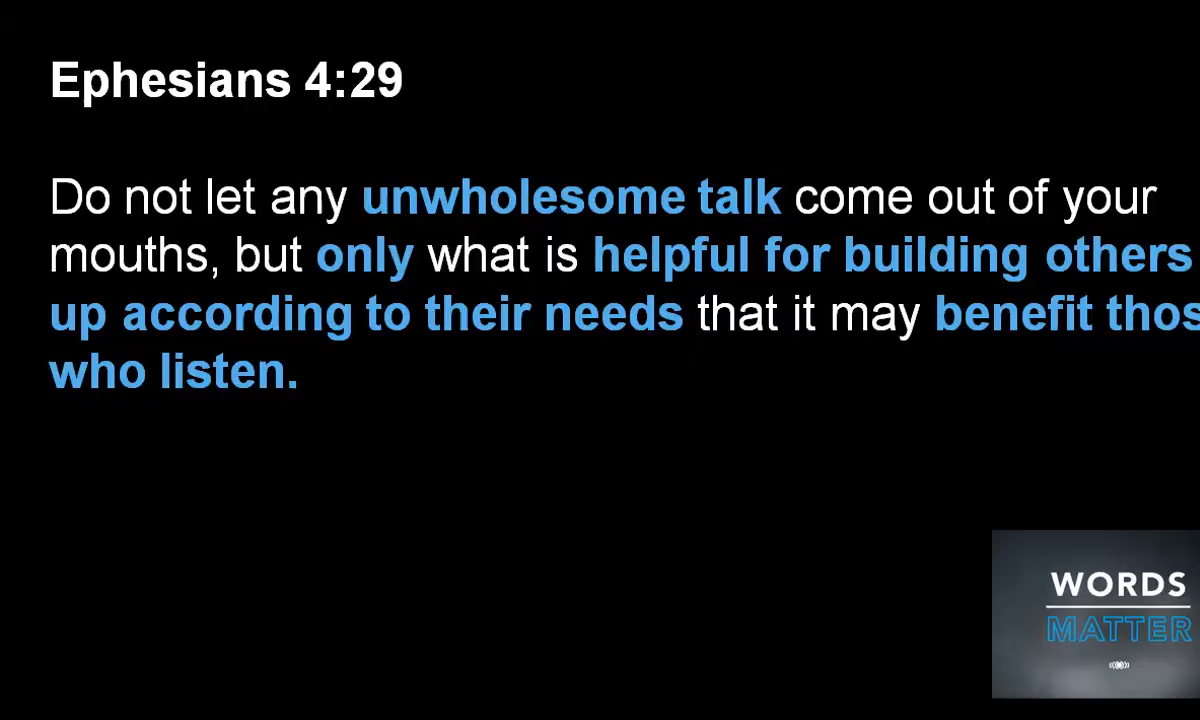 Ephesians 4:29
Do not let any unwholesome talk come out of your
mouths, but only what is helpful for building others
up according to their needs that it may benefit thos
who listen.
WORDS
MATTER